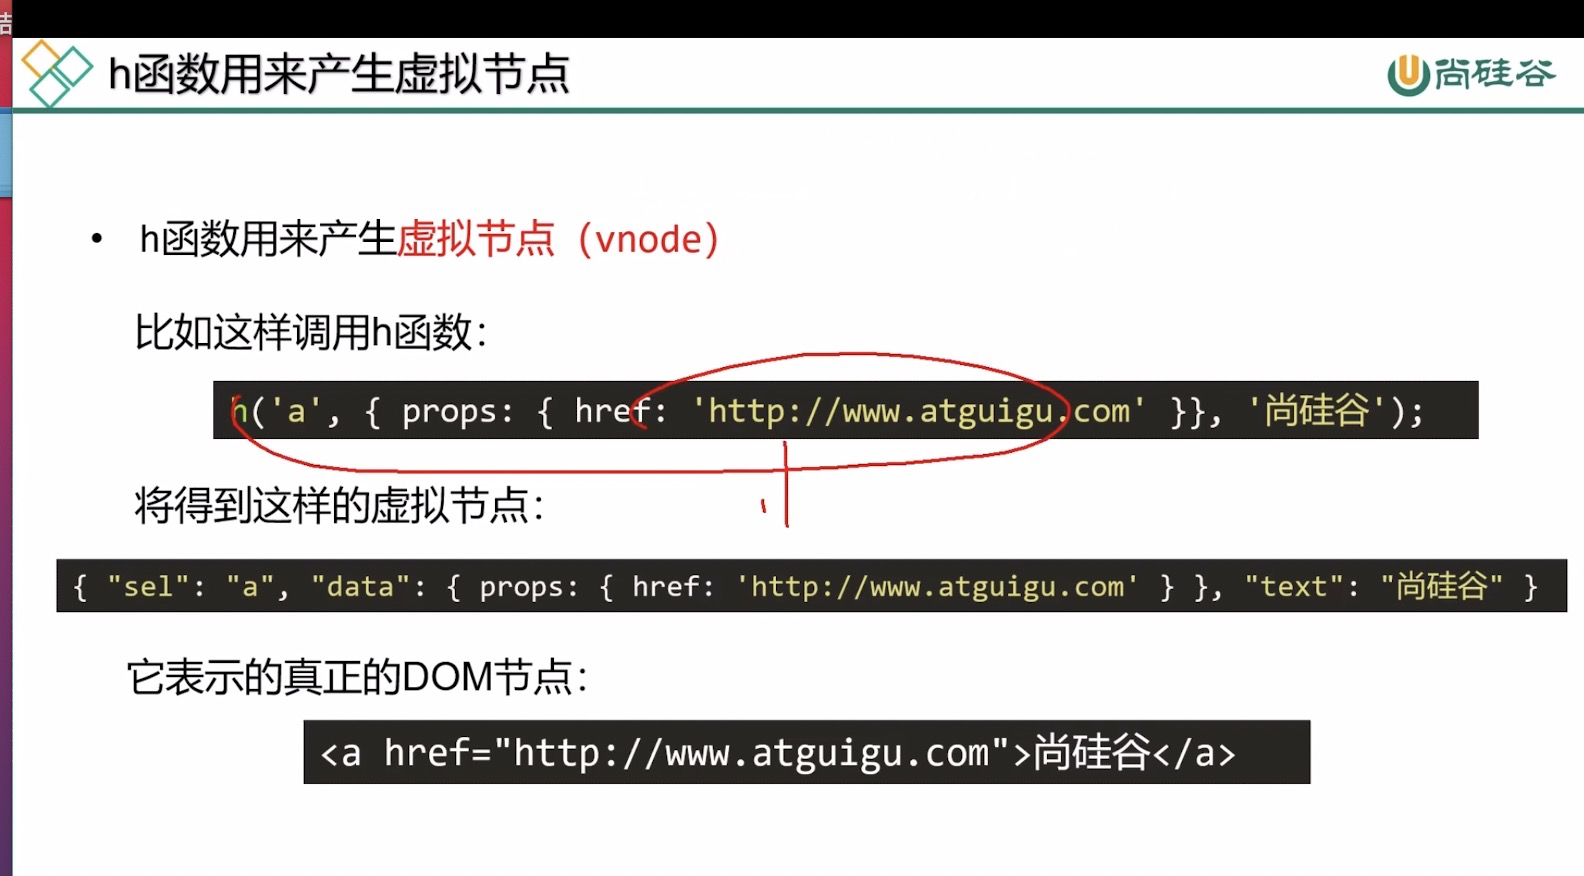 h函数用来产生虚拟节点
尚硅谷
• h函数用来产生虚拟节点（vnode）
比如这样调用h函数：
h('a', { props: { href: 'http://www.atguigu.com' }}, '尚硅谷');
将得到这样的虚拟节点：
{ "sel": "a", "data": { props: { href: 'http://www.atguigu.com' } }, "text": "尚硅谷" }
它表示的真正的DOM节点：
<a href="http://www.atguigu.com">尚硅谷</a>